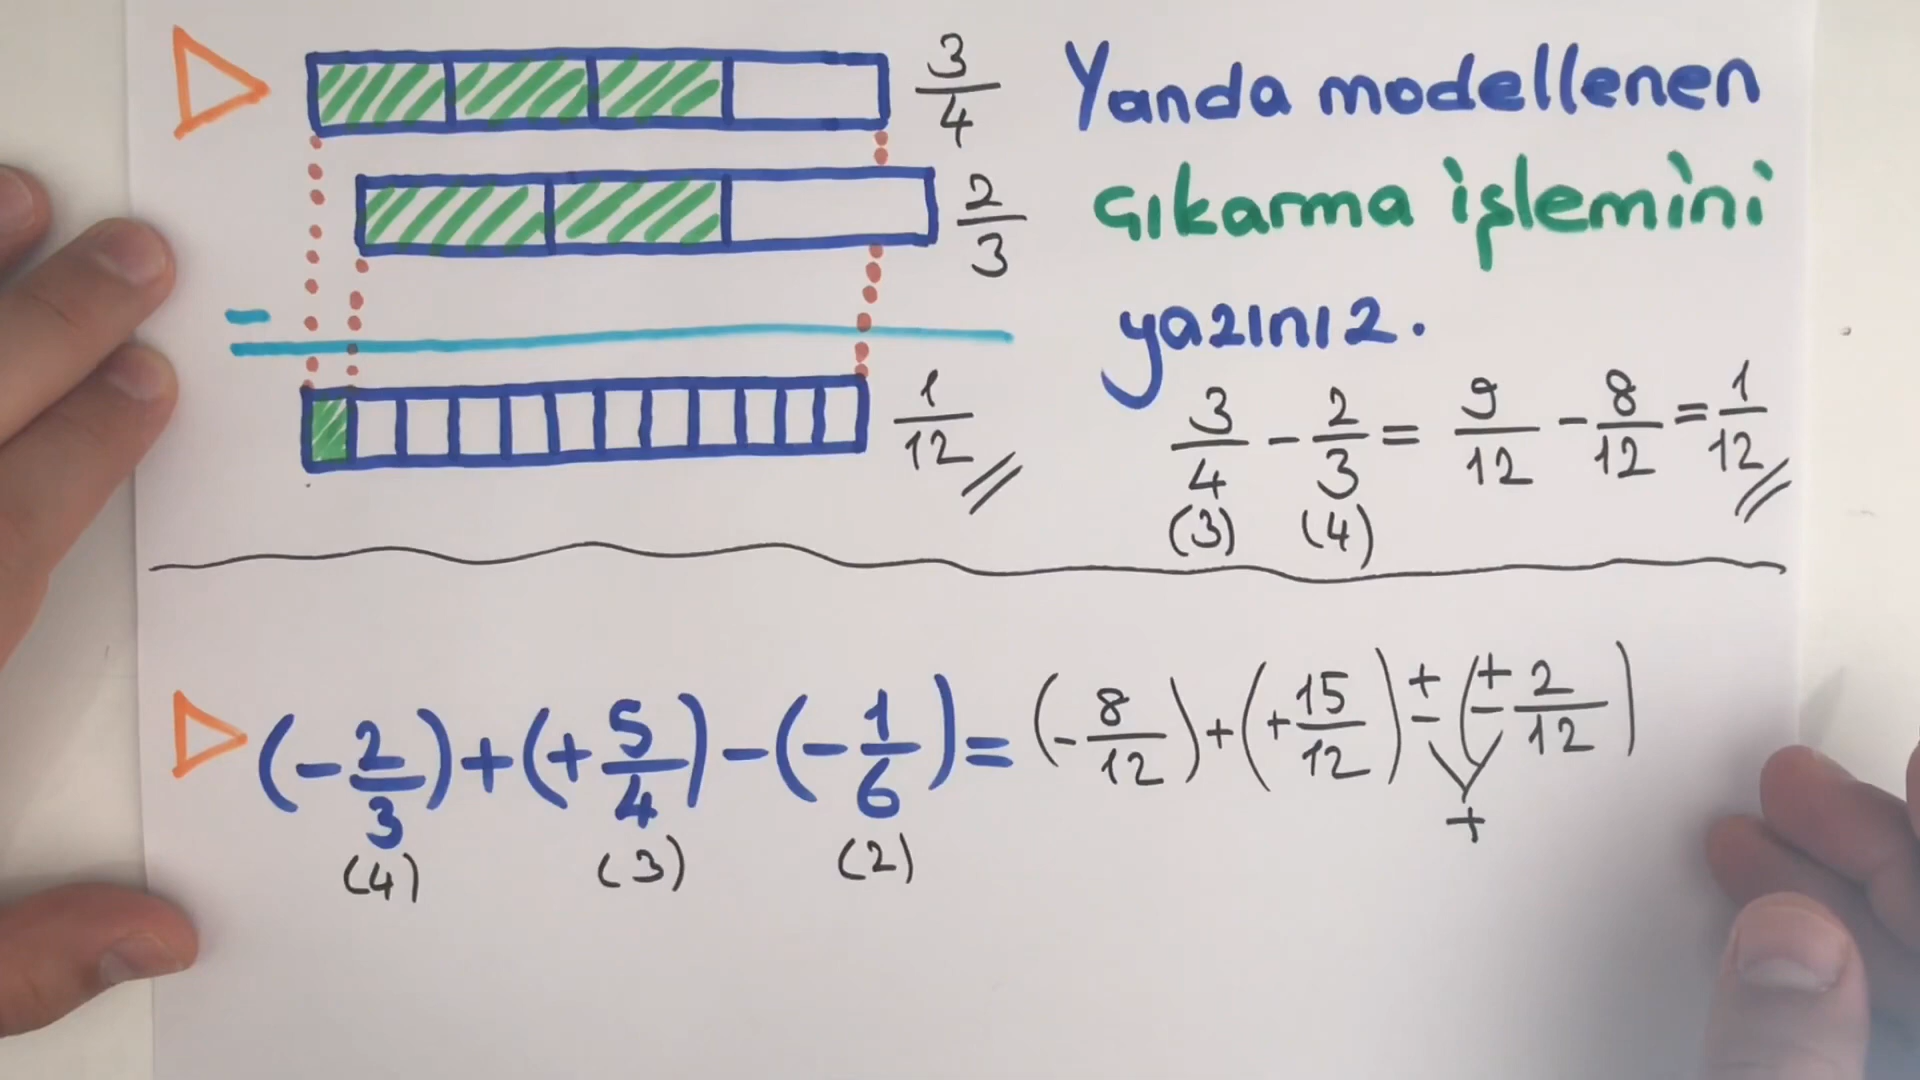 3/4
2/3
−
1/12
Yanda modellenen
çıkarma işlemini
yazınız.
3/4 - 2/3 = 9/12 - 8/12 = 1/12
(3) (4)
(-2/3) + (+5/4) - (-1/6) = (-8/12) + (+15/12) ± (± 2/12)
(4) (3) (2)
+